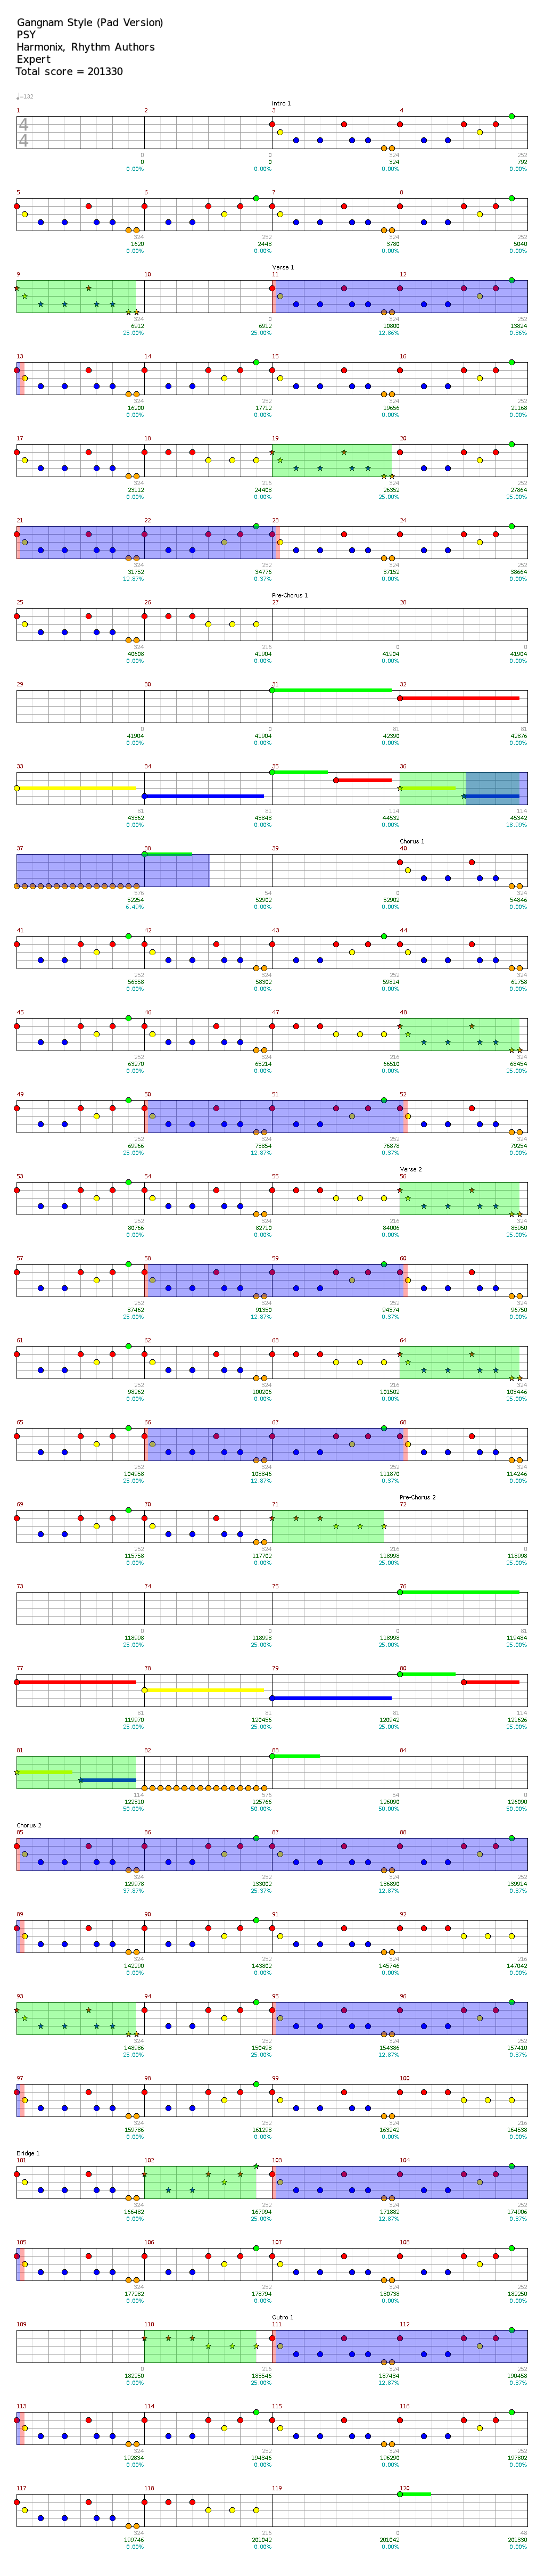 Gangnam Style (Pad Version)
PSY
Harmonix, Rhythm Authors
Expert
Total score = 201330
♩=132
intro 1
1 2 3 4
4
4
0 0 324 252
0 0 324 792
0.00% 0.00% 0.00% 0.00%
5 6 7 8
324 252 324 252
1620 2448 3780 5040
0.00% 0.00% 0.00% 0.00%
Verse 1
9 10 11 12
324 0 324 252
6912 6912 10800 13824
25.00% 25.00% 12.86% 0.36%
13 14 15 16
324 252 324 252
16200 17712 19656 21168
0.00% 0.00% 0.00% 0.00%
17 18 19 20
324 216 324 252
23112 24408 26352 27864
0.00% 0.00% 25.00% 25.00%
21 22 23 24
324 252 324 252
31752 34776 37152 38664
12.87% 0.37% 0.00% 0.00%
Pre-Chorus 1
25 26 27 28
324 216 0 0
40608 41904 41904 41904
0.00% 0.00% 0.00% 0.00%
29 30 31 32
0 0 81 81
41904 41904 42390 42876
0.00% 0.00% 0.00% 0.00%
33 34 35 36
81 81 114 114
43362 43848 44532 45342
0.00% 0.00% 0.00% 18.99%
Chorus 1
37 38 39 40
576 54 0 324
52254 52902 52902 54846
6.49% 0.00% 0.00% 0.00%
41 42 43 44
252 324 252 324
56358 58302 59814 61758
0.00% 0.00% 0.00% 0.00%
45 46 47 48
252 324 216 324
63270 65214 66510 68454
0.00% 0.00% 0.00% 25.00%
49 50 51 52
252 324 252 324
69966 73854 76878 79254
25.00% 12.87% 0.37% 0.00%
Verse 2
53 54 55 56
252 324 216 324
80766 82710 84006 85950
0.00% 0.00% 0.00% 25.00%
57 58 59 60
252 324 252 324
87462 91350 94374 96750
25.00% 12.87% 0.37% 0.00%
61 62 63 64
252 324 216 324
98262 100206 101502 103446
0.00% 0.00% 0.00% 25.00%
65 66 67 68
252 324 252 324
104958 108846 111870 114246
25.00% 12.87% 0.37% 0.00%
Pre-Chorus 2
69 70 71 72
252 324 216 0
115758 117702 118998 118998
0.00% 0.00% 25.00% 25.00%
73 74 75 76
0 0 0 81
118998 118998 118998 119484
25.00% 25.00% 25.00% 25.00%
77 78 79 80
81 81 81 114
119970 120456 120942 121626
25.00% 25.00% 25.00% 25.00%
81 82 83 84
114 576 54 0
122310 125766 126090 126090
50.00% 50.00% 50.00% 50.00%
Chorus 2
85 86 87 88
324 252 324 252
129978 133002 136890 139914
37.87% 25.37% 12.87% 0.37%
89 90 91 92
324 252 324 216
142290 143802 145746 147042
0.00% 0.00% 0.00% 0.00%
93 94 95 96
324 252 324 252
148986 150498 154386 157410
25.00% 25.00% 12.87% 0.37%
97 98 99 100
324 252 324 216
159786 161298 163242 164538
0.00% 0.00% 0.00% 0.00%
Bridge 1
101 102 103 104
324 252 324 252
166482 167994 171882 174906
0.00% 25.00% 12.87% 0.37%
105 106 107 108
324 252 324 252
177282 178794 180738 182250
0.00% 0.00% 0.00% 0.00%
Outro 1
109 110 111 112
0 216 324 252
182250 183546 187434 190458
0.00% 25.00% 12.87% 0.37%
113 114 115 116
324 252 324 252
192834 194346 196290 197802
0.00% 0.00% 0.00% 0.00%
117 118 119 120
324 216 0 48
199746 201042 201042 201330
0.00% 0.00% 0.00% 0.00%